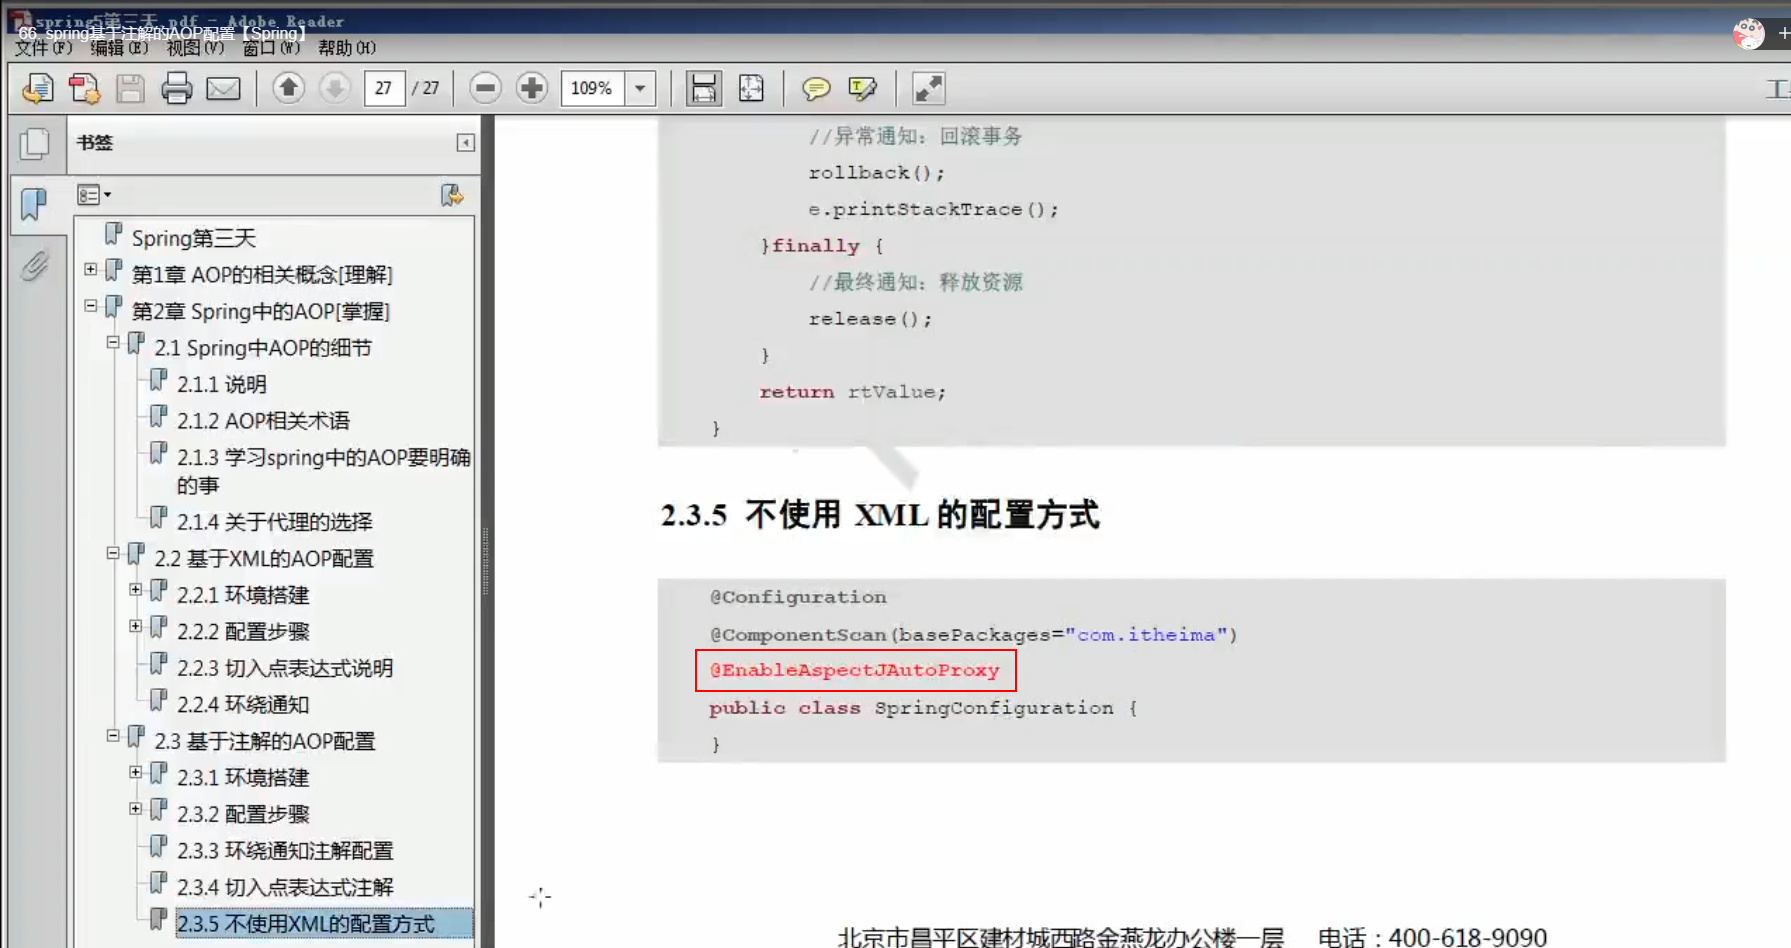 spring5第三天.pdf - Adobe Reader
66. spring基于注解的AOP配置【Spring】
文件(F) 编辑(E) 视图(V) 窗口(W) 帮助(H)
27 / 27 109%
书签
Spring第三天
第1章 AOP的相关概念[理解]
第2章 Spring中的AOP[掌握]
2.1 Spring中AOP的细节
2.1.1 说明
2.1.2 AOP相关术语
2.1.3 学习spring中的AOP要明确
的事
2.1.4 关于代理的选择
2.2 基于XML的AOP配置
2.2.1 环境搭建
2.2.2 配置步骤
2.2.3 切入点表达式说明
2.2.4 环绕通知
2.3 基于注解的AOP配置
2.3.1 环境搭建
2.3.2 配置步骤
2.3.3 环绕通知注解配置
2.3.4 切入点表达式注解
2.3.5 不使用XML的配置方式
//异常通知：回滚事务
rollback();
e.printStackTrace();
}finally {
//最终通知：释放资源
release();
}
return rtValue;
}
2.3.5 不使用 XML 的配置方式
@Configuration
@ComponentScan(basePackages="com.itheima")
@EnableAspectJAutoProxy
public class SpringConfiguration {
}
北京市昌平区建材城西路金燕龙办公楼一层 电话：400-618-9090